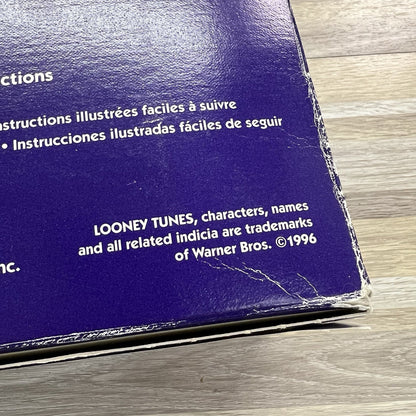 ctions
nstructions illustrées faciles à suivre
• Instrucciones ilustradas fáciles de seguir
LOONEY TUNES, characters, names
and all related indicia are trademarks
of Warner Bros. ©1996
nc.